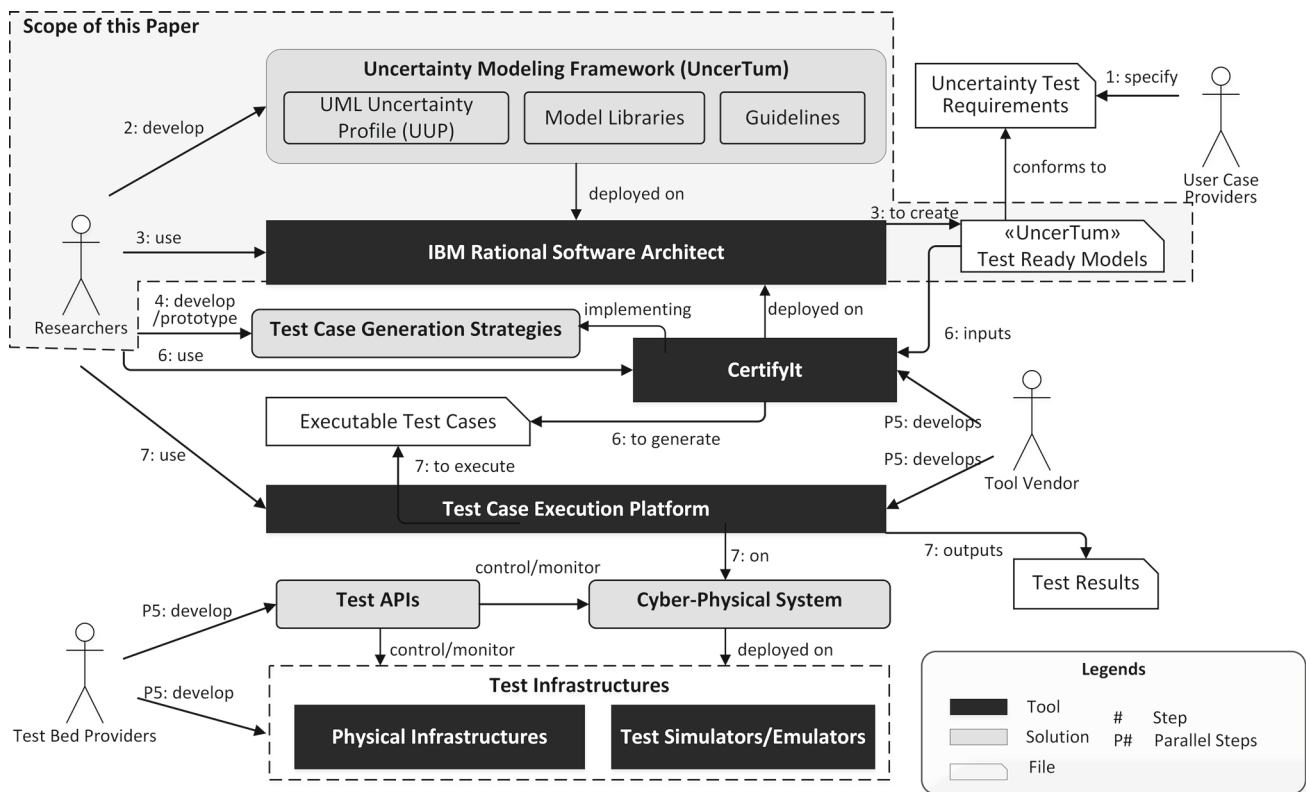 Scope of this Paper
Uncertainty Modeling Framework (UncerTum)
UML Uncertainty
Profile (UUP)
Model Libraries
Guidelines
Uncertainty Test
Requirements
1: specify
User Case
Providers
2: develop
deployed on
conforms to
3: use
IBM Rational Software Architect
3: to create
«UncerTum»
Test Ready Models
Researchers
4: develop
/prototype
Test Case Generation Strategies
implementing
deployed on
6: inputs
6: use
CertifyIt
Executable Test Cases
6: to generate
P5: develops
P5: develops
Tool Vendor
7: use
7: to execute
Test Case Execution Platform
7: on
7: outputs
Test Results
control/monitor
P5: develop
Test APIs
Cyber-Physical System
control/monitor
deployed on
P5: develop
Test Bed Providers
Test Infrastructures
Physical Infrastructures
Test Simulators/Emulators
Legends
Tool
# Step
Solution
P# Parallel Steps
File